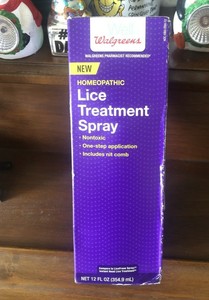 Walgreens
WALGREENS PHARMACIST RECOMMENDED
NEW
HOMEOPATHIC
Lice
Treatment
Spray
• Nontoxic
• One-step application
• Includes nit comb
NET 12 FL OZ (354.9 mL)